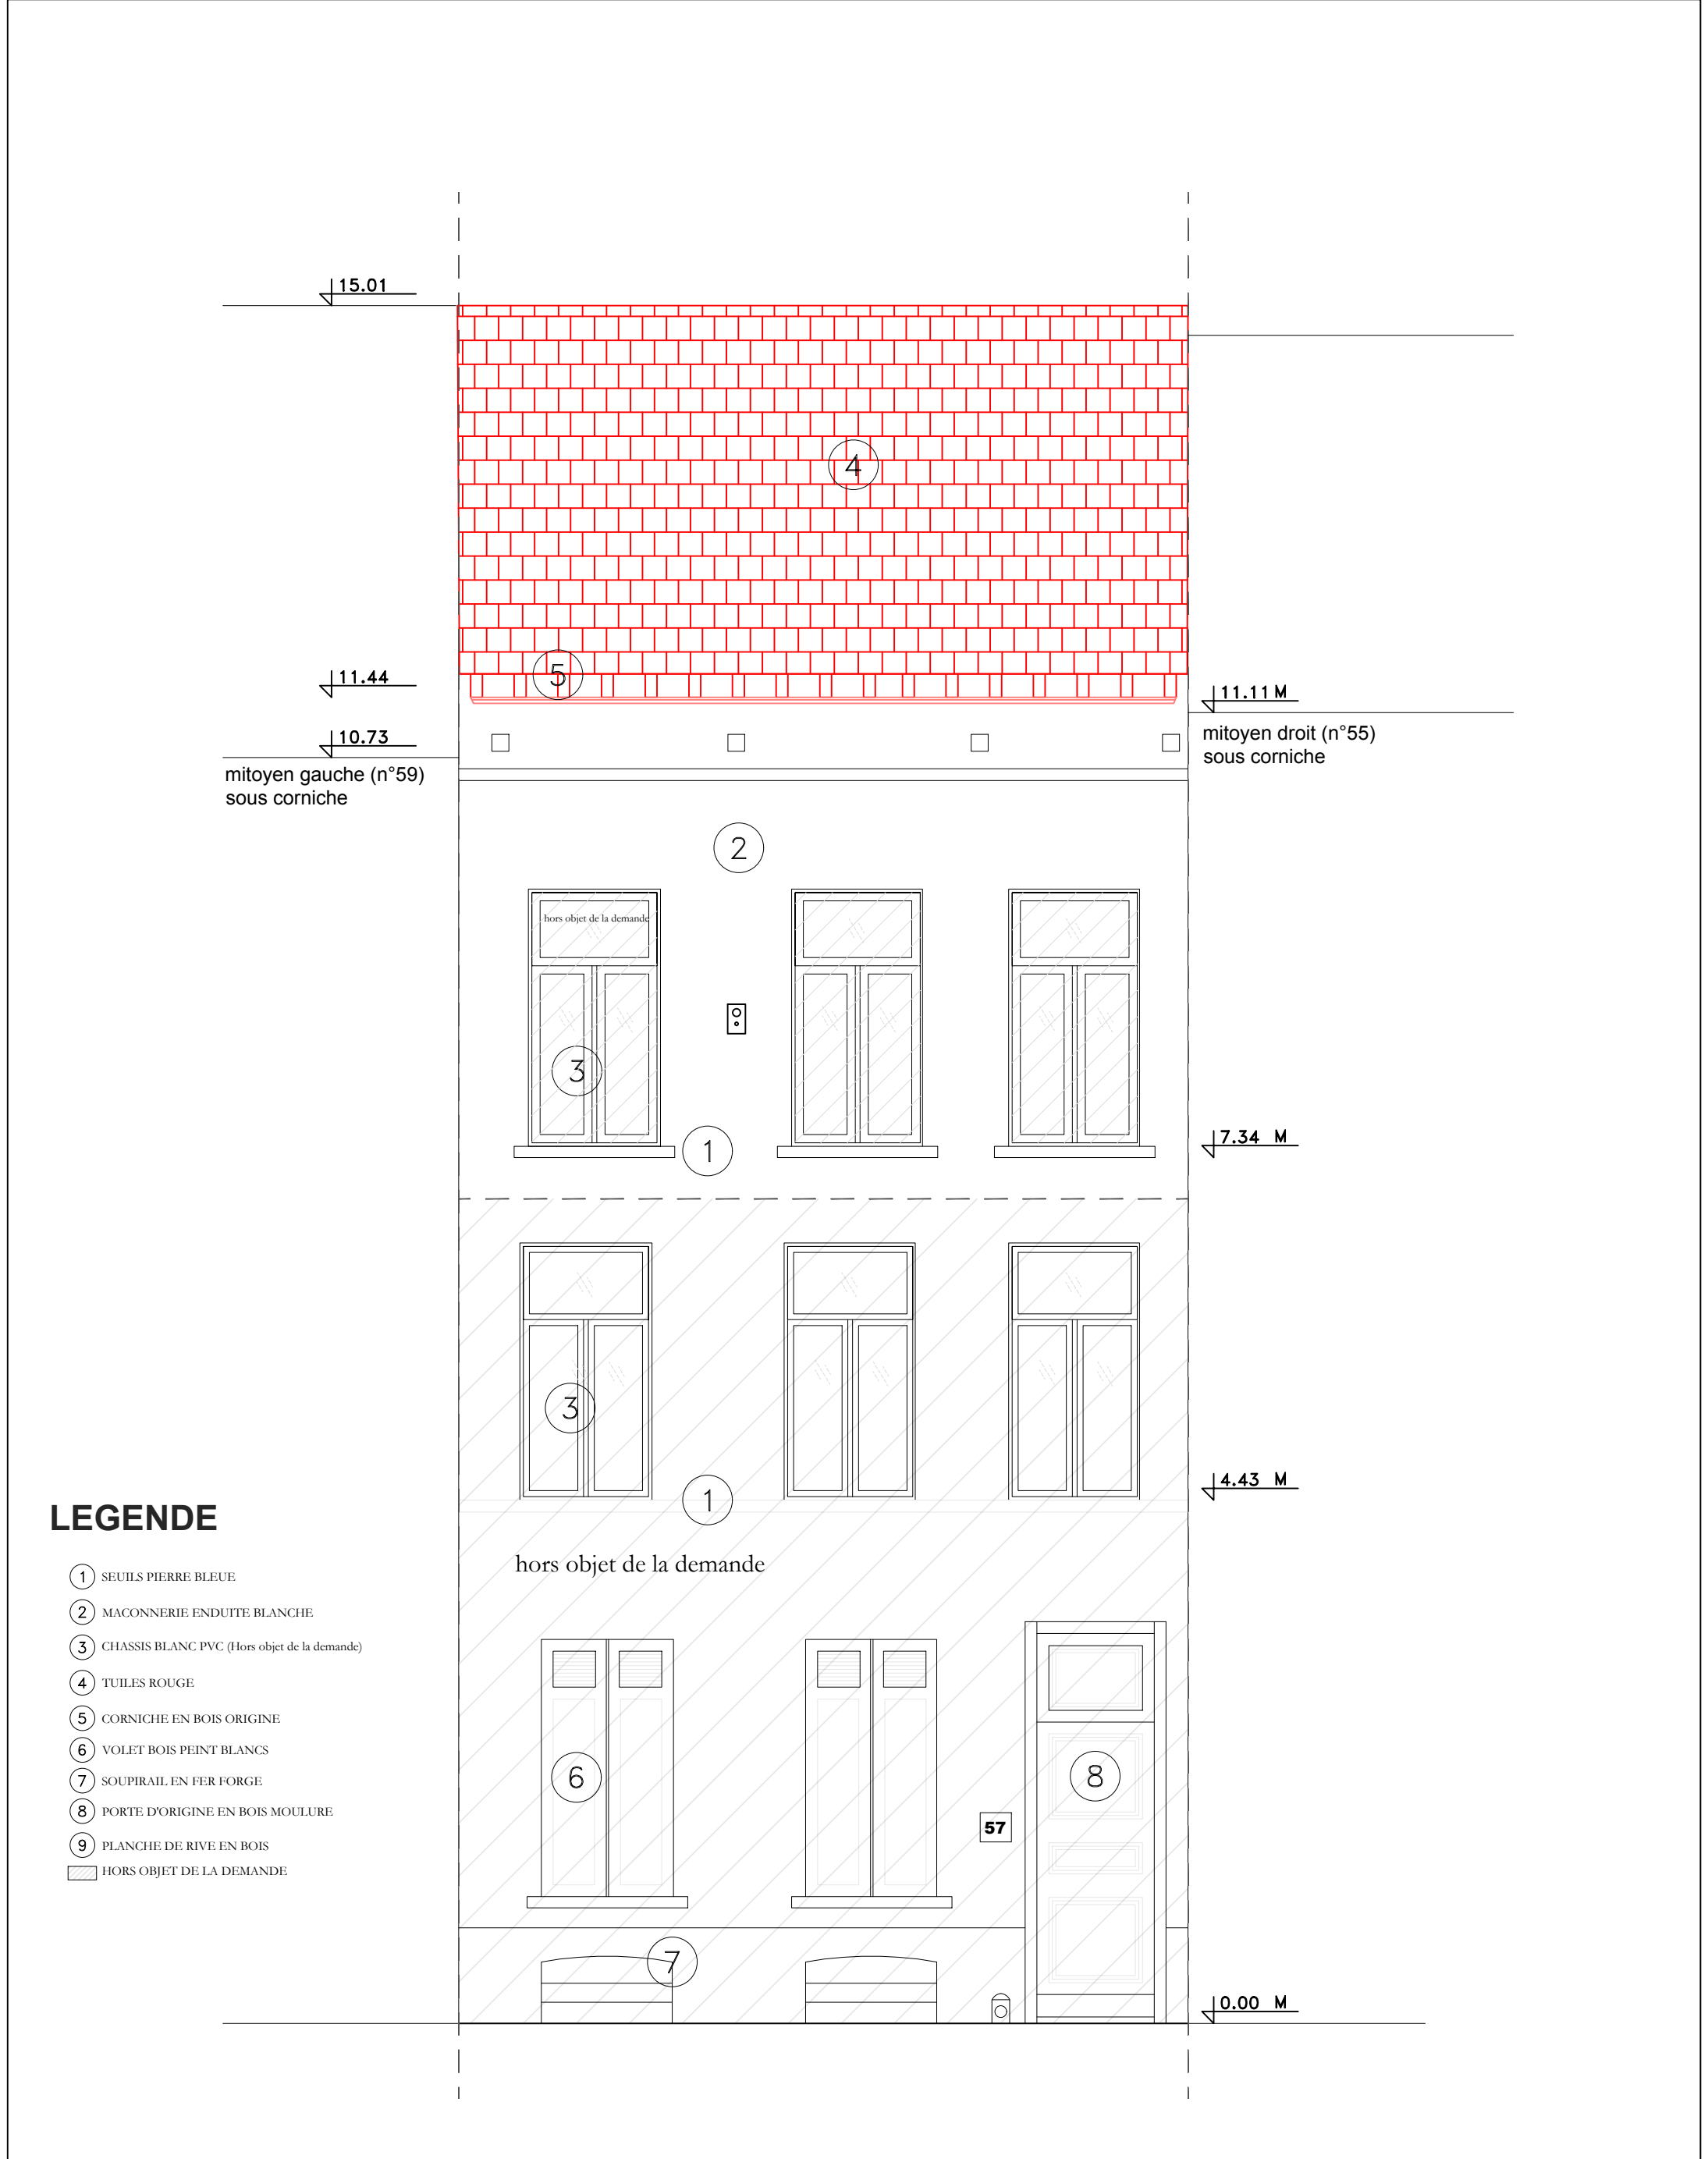 15.01
4
5
11.44
11.11 M
10.73
mitoyen droit (n°55)
sous corniche
mitoyen gauche (n°59)
sous corniche
2
hors objet de la demande
3
1
7.34 M
3
1
4.43 M
LEGENDE
hors objet de la demande
1 SEUILS PIERRE BLEUE
2 MACONNERIE ENDUITE BLANCHE
3 CHASSIS BLANC PVC (Hors objet de la demande)
4 TUILES ROUGE
5 CORNICHE EN BOIS ORIGINE
6 VOLET BOIS PEINT BLANCS
7 SOUPIRAIL EN FER FORGE
8 PORTE D'ORIGINE EN BOIS MOULURE
9 PLANCHE DE RIVE EN BOIS
HORS OBJET DE LA DEMANDE
6
8
57
7
0.00 M